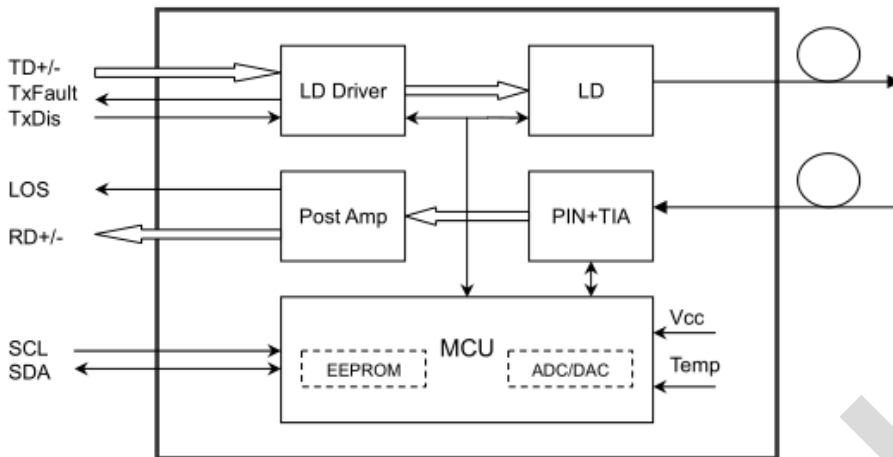 TD+/-
TxFault
TxDis
LD Driver
LD
LOS
RD+/-
Post Amp
PIN+TIA
SCL
SDA
MCU
EEPROM
ADC/DAC
Vcc
Temp